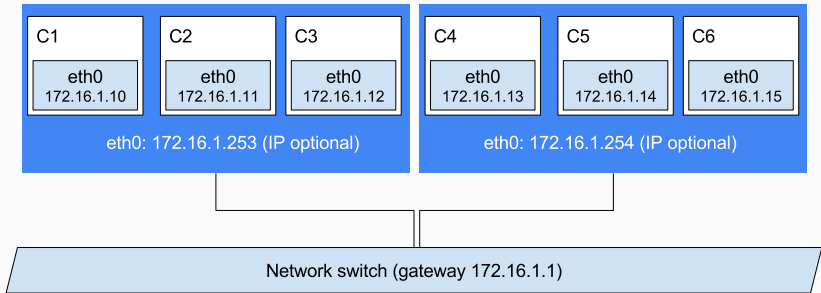 C1
C2
C3
C4
C5
C6
eth0
172.16.1.10
eth0
172.16.1.11
eth0
172.16.1.12
eth0
172.16.1.13
eth0
172.16.1.14
eth0
172.16.1.15
eth0: 172.16.1.253 (IP optional)
eth0: 172.16.1.254 (IP optional)
Network switch (gateway 172.16.1.1)